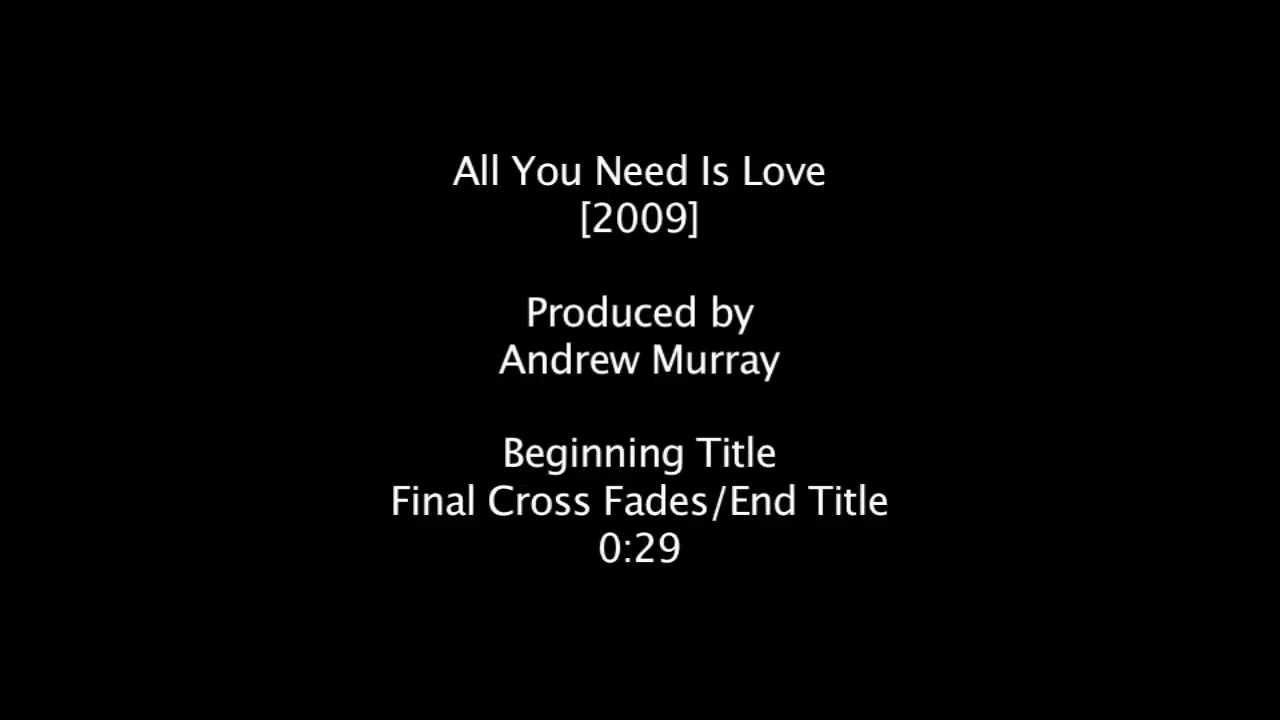 All You Need Is Love
[2009]
Produced by
Andrew Murray
Beginning Title
Final Cross Fades/End Title
0:29